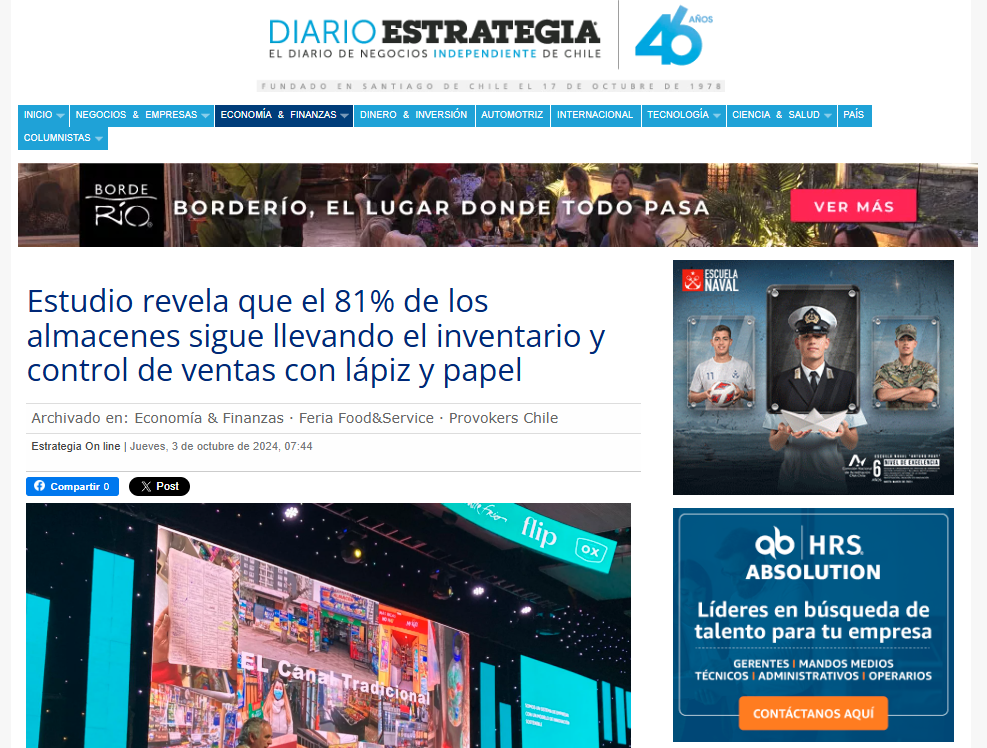 DIARIO ESTRATEGIA
EL DIARIO DE NEGOCIOS INDEPENDIENTE DE CHILE
46 AÑOS
FUNDADO EN SANTIAGO DE CHILE EL 17 DE OCTUBRE DE 1978
INICIO NEGOCIOS & EMPRESAS ECONOMÍA & FINANZAS DINERO & INVERSIÓN AUTOMOTRIZ INTERNACIONAL TECNOLOGÍA CIENCIA & SALUD PAÍS
COLUMNISTAS
BORDE
RÍO
BORDERÍO, EL LUGAR DONDE TODO PASA
VER MÁS
Estudio revela que el 81% de los
almacenes sigue llevando el inventario y
control de ventas con lápiz y papel
Archivado en: Economía & Finanzas · Feria Food&Service · Provokers Chile
Estrategia On line | Jueves, 3 de octubre de 2024, 07:44
Compartir 0
Post
flip
OX
EL Canal Tradicional
ESCUELA
NAVAL
11
6
NIVEL DE EXCELENCIA
HRS
ABSOLUTION
Líderes en búsqueda de
talento para tu empresa
GERENTES I MANDOS MEDIOS
TÉCNICOS I ADMINISTRATIVOS I OPERARIOS
CONTÁCTANOS AQUÍ